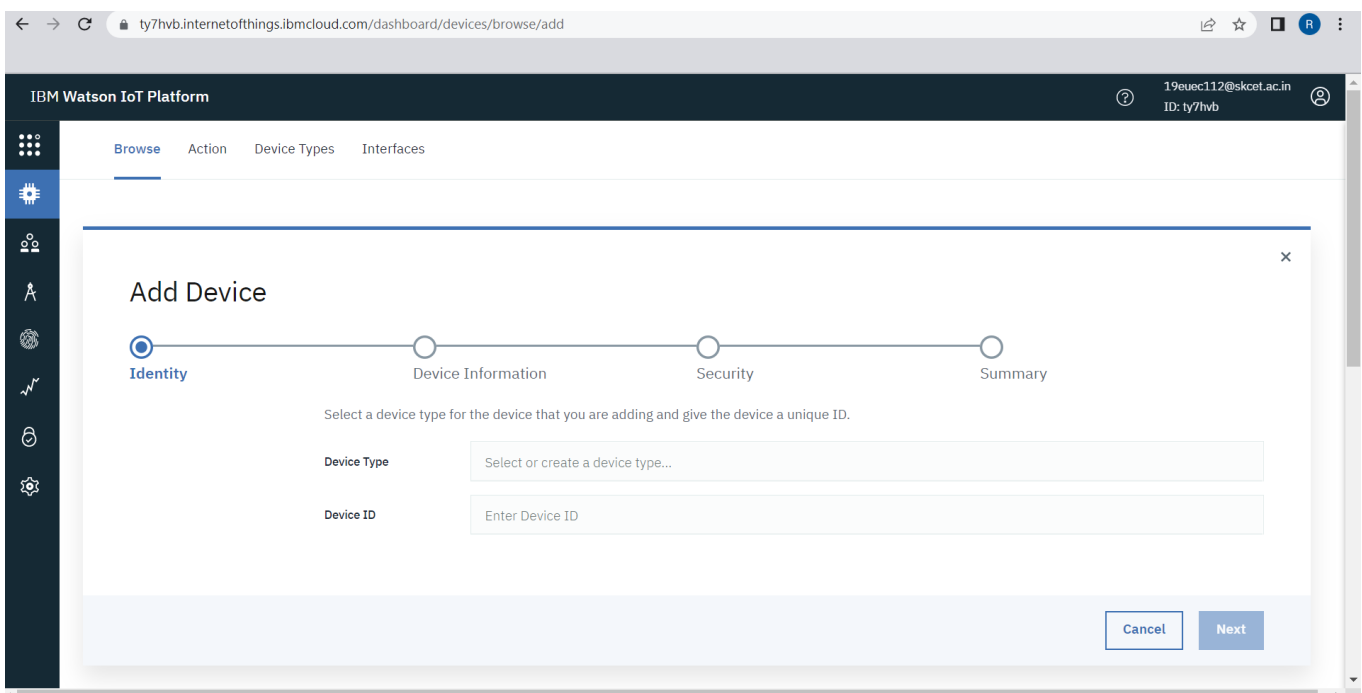 ty7hvb.internetofthings.ibmcloud.com/dashboard/devices/browse/add
R
IBM Watson IoT Platform
19euec112@skcet.ac.in
ID: ty7hvb
Browse Action Device Types Interfaces
Add Device
Identity Device Information Security Summary
Select a device type for the device that you are adding and give the device a unique ID.
Device Type Select or create a device type...
Device ID Enter Device ID
Cancel Next